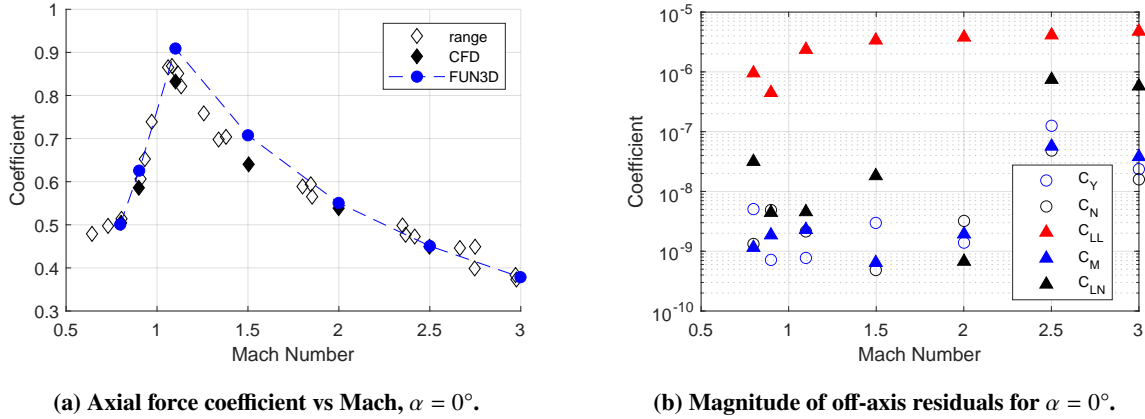 1
0.9
0.8
0.7
0.6
0.5
0.4
0.3
Coefficient
range
CFD
FUN3D
0.5 1 1.5 2 2.5 3
Mach Number
(a) Axial force coefficient vs Mach, α = 0°.
10⁻⁵
10⁻⁶
10⁻⁷
10⁻⁸
10⁻⁹
10⁻¹⁰
Coefficient
C_Y
C_N
C_LL
C_M
C_LN
0.5 1 1.5 2 2.5 3
Mach Number
(b) Magnitude of off-axis residuals for α = 0°.